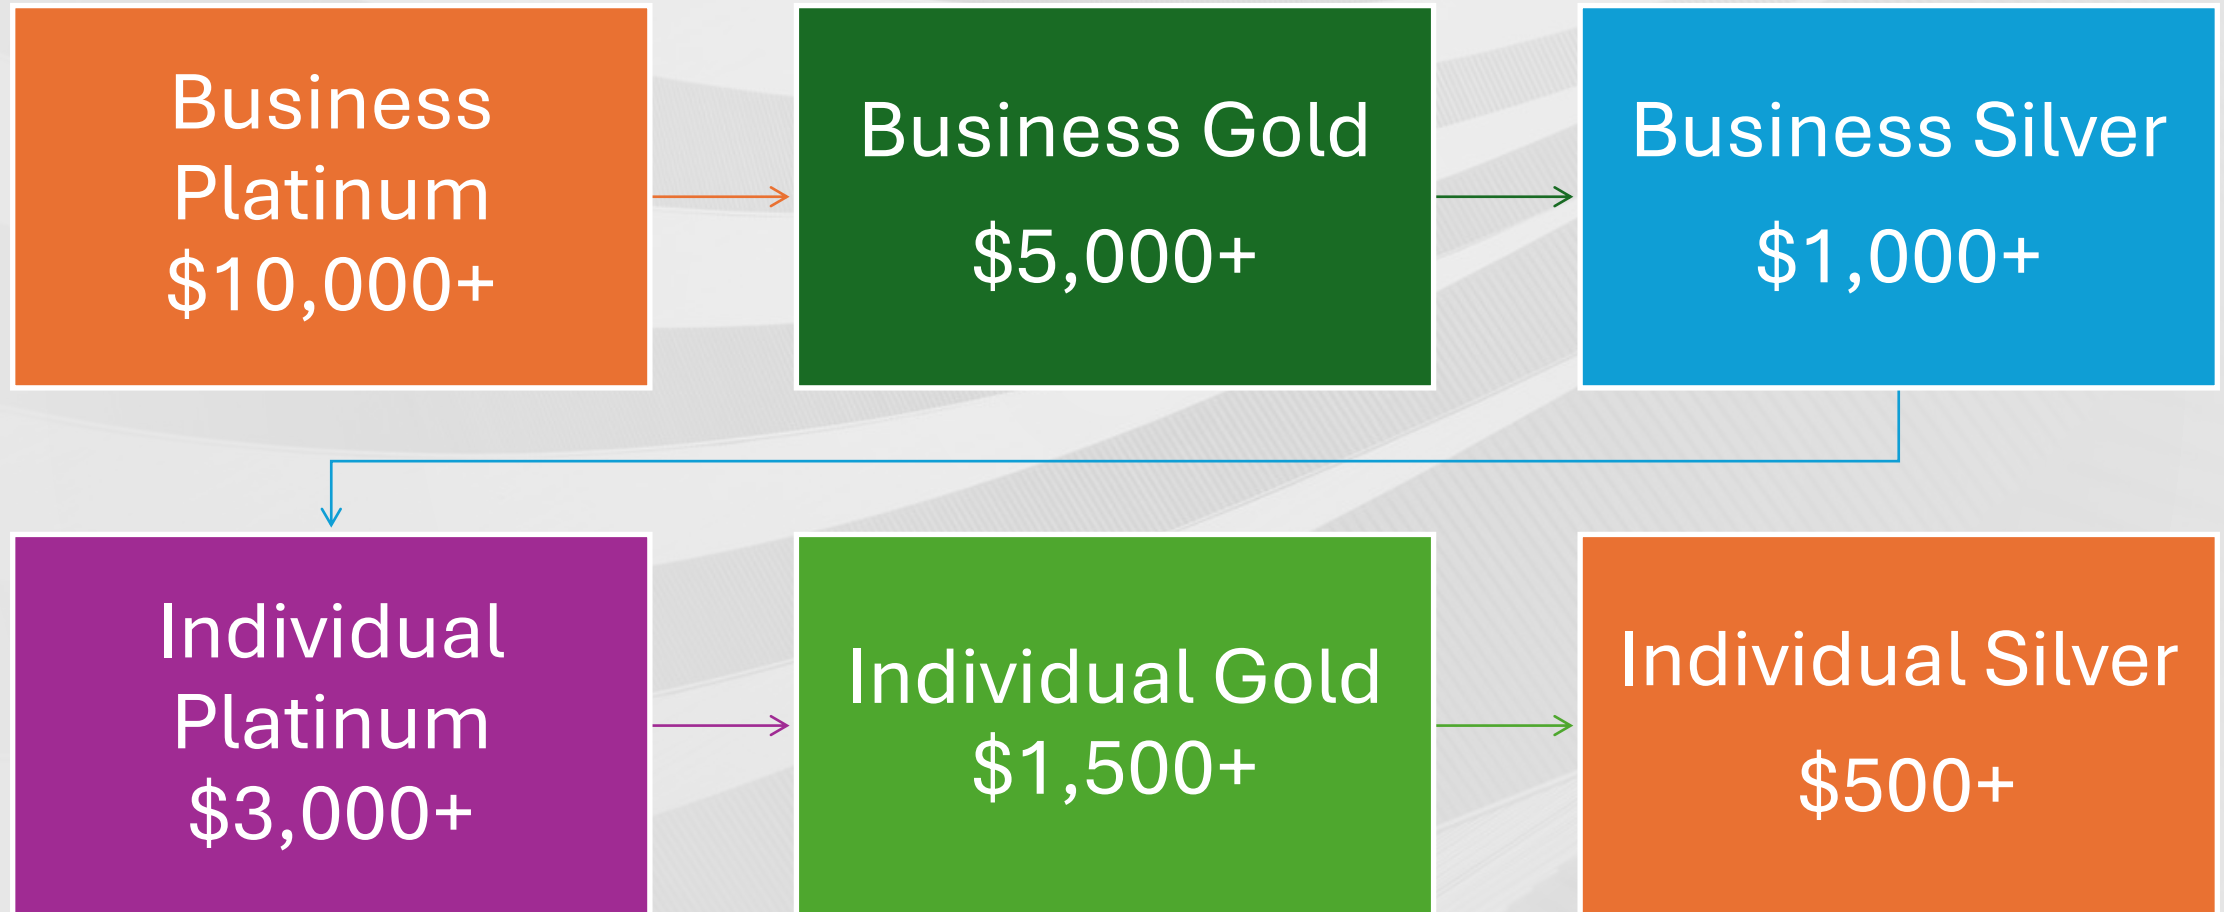 Business
Platinum
$10,000+
Business Gold
$5,000+
Business Silver
$1,000+
Individual
Platinum
$3,000+
Individual Gold
$1,500+
Individual Silver
$500+